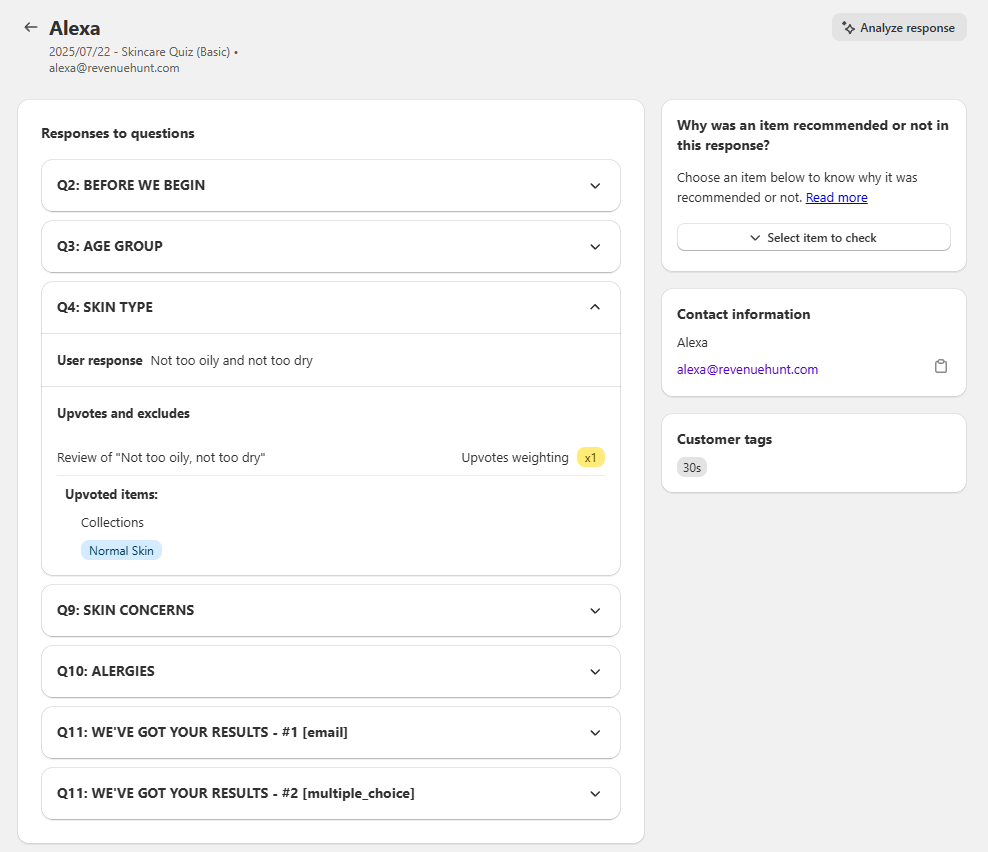 Alexa
2025/07/22 - Skincare Quiz (Basic) •
alexa@revenuehunt.com
Analyze response
Responses to questions
Q2: BEFORE WE BEGIN
Q3: AGE GROUP
Q4: SKIN TYPE
User response Not too oily and not too dry
Upvotes and excludes
Review of "Not too oily, not too dry"
Upvotes weighting x1
Upvoted items:
Collections
Normal Skin
Q9: SKIN CONCERNS
Q10: ALERGIES
Q11: WE'VE GOT YOUR RESULTS - #1 [email]
Q11: WE'VE GOT YOUR RESULTS - #2 [multiple_choice]
Why was an item recommended or not in
this response?
Choose an item below to know why it was
recommended or not. Read more
Select item to check
Contact information
Alexa
alexa@revenuehunt.com
Customer tags
30s